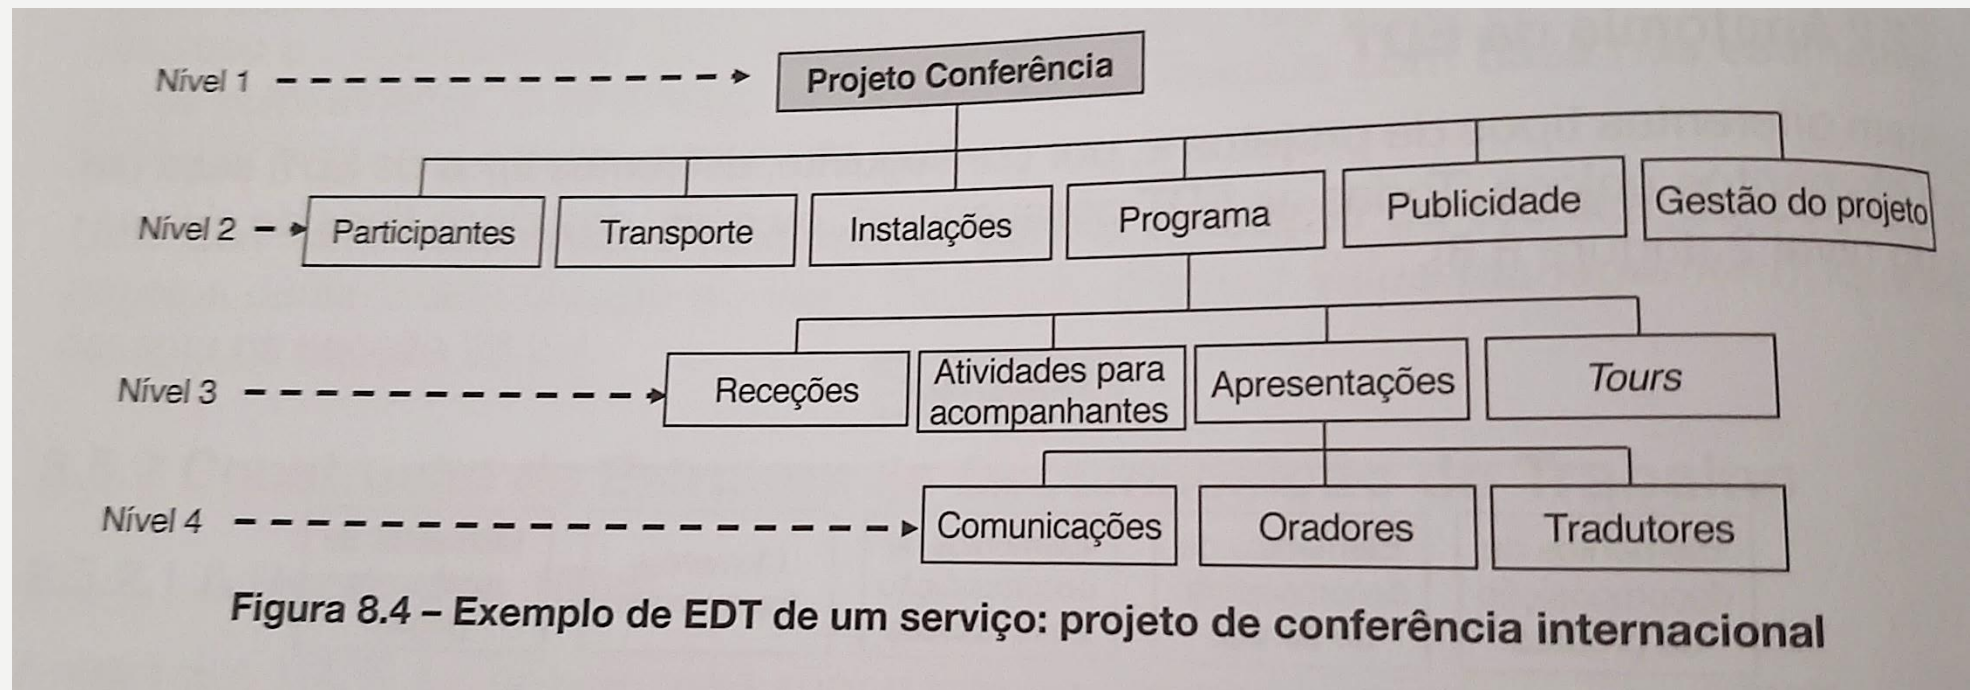 Nível 1
Projeto Conferência
Nível 2
Participantes
Transporte
Instalações
Programa
Publicidade
Gestão do projeto
Nível 3
Receções
Atividades para
acompanhantes
Apresentações
Tours
Nível 4
Comunicações
Oradores
Tradutores
Figura 8.4 – Exemplo de EDT de um serviço: projeto de conferência internacional